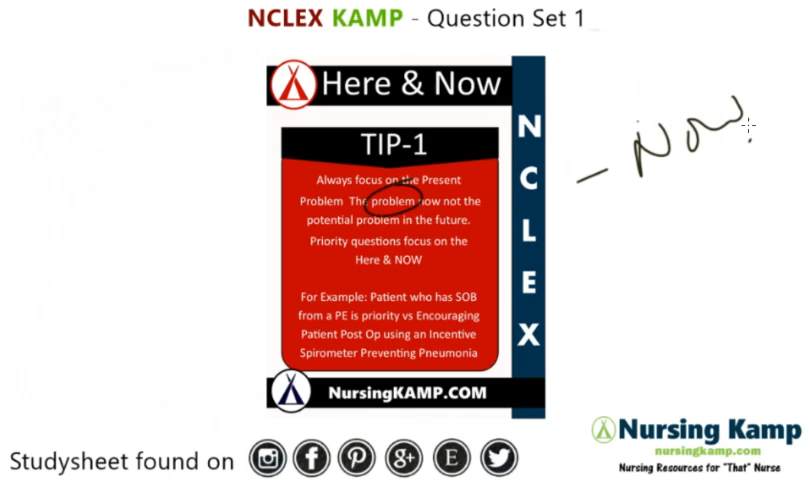 NCLEX KAMP - Question Set 1
Here & Now
TIP-1
Always focus on the Present
Problem The problem now not the
potential problem in the future.
Priority questions focus on the
Here & NOW
For Example: Patient who has SOB
from a PE is priority vs Encouraging
Patient Post Op using an Incentive
Spirometer Preventing Pneumonia
NursingKAMP.COM
NCLEX
- Now
Nursing Kamp
nursingkamp.com
Nursing Resources for "That" Nurse
Studysheet found on
f
g+
E